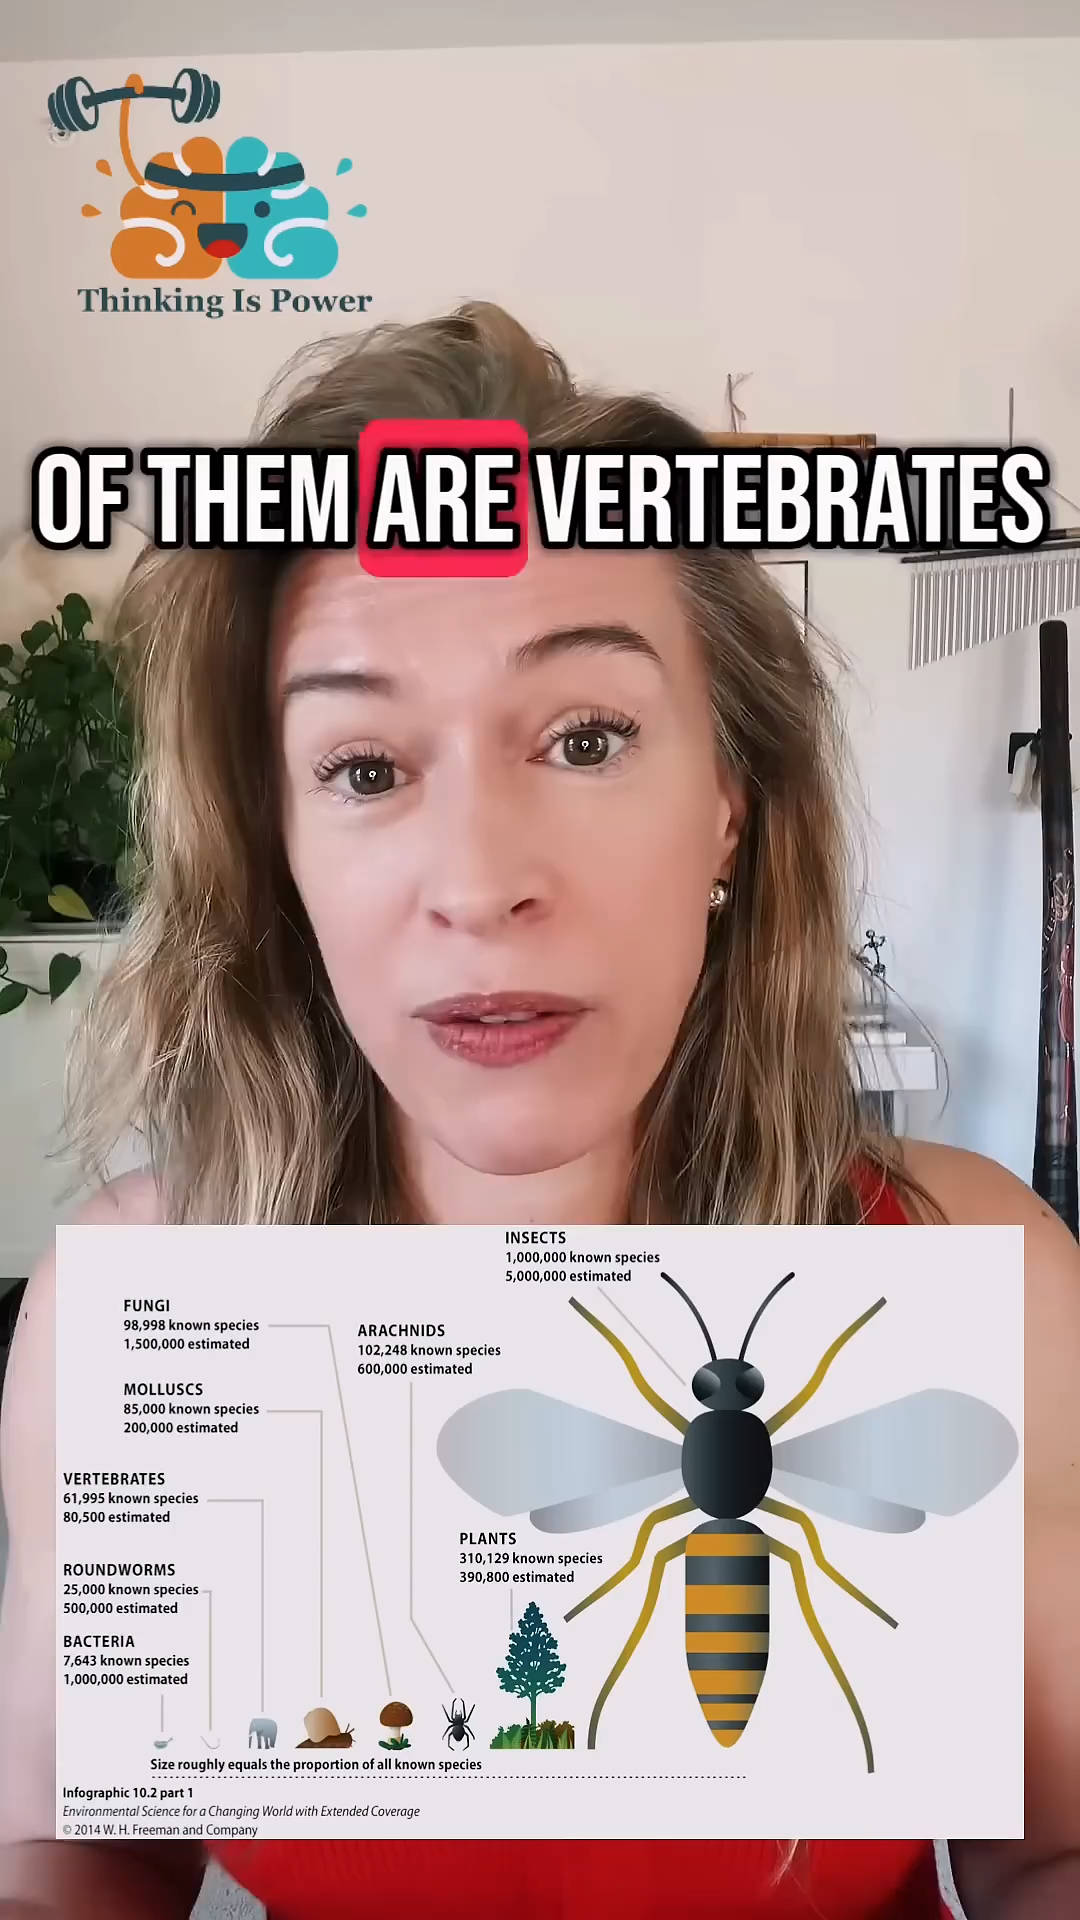 Thinking Is Power
OF THEM ARE VERTEBRATES
INSECTS
1,000,000 known species
5,000,000 estimated
FUNGI
98,998 known species
1,500,000 estimated
ARACHNIDS
102,248 known species
600,000 estimated
MOLLUSCS
85,000 known species
200,000 estimated
VERTEBRATES
61,995 known species
80,500 estimated
PLANTS
310,129 known species
390,800 estimated
ROUNDWORMS
25,000 known species
500,000 estimated
BACTERIA
7,643 known species
1,000,000 estimated
Size roughly equals the proportion of all known species
Infographic 10.2 part 1
Environmental Science for a Changing World with Extended Coverage
© 2014 W. H. Freeman and Company